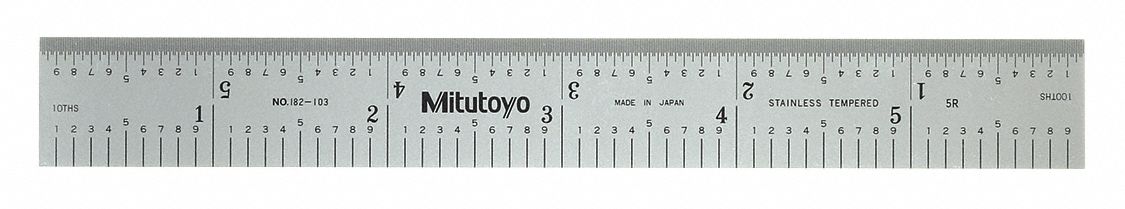 9 8 7 6 5 4 3 2 1 9 8 7 6 5 4 3 2 1 9 8 7 6 5 4 3 2 1 9 8 7 6 5 4 3 2 1 9 8 7 6 5 4 3 2 1 9 8 7 6 5 4 3 2 1
5 4 3 2 1
10THS NO. 182-103 Mitutoyo MADE IN JAPAN STAINLESS TEMPERED 5R 100THS
1 2 3 4 5
1 2 3 4 5 6 7 8 9 1 2 3 4 5 6 7 8 9 1 2 3 4 5 6 7 8 9 1 2 3 4 5 6 7 8 9 1 2 3 4 5 6 7 8 9 1 2 3 4 5 6 7 8 9